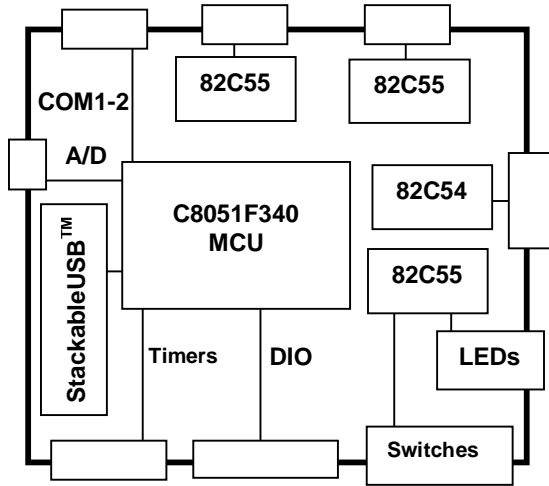 82C55
82C55
COM1-2
A/D
C8051F340
MCU
82C54
StackableUSB™
82C55
Timers
DIO
LEDs
Switches